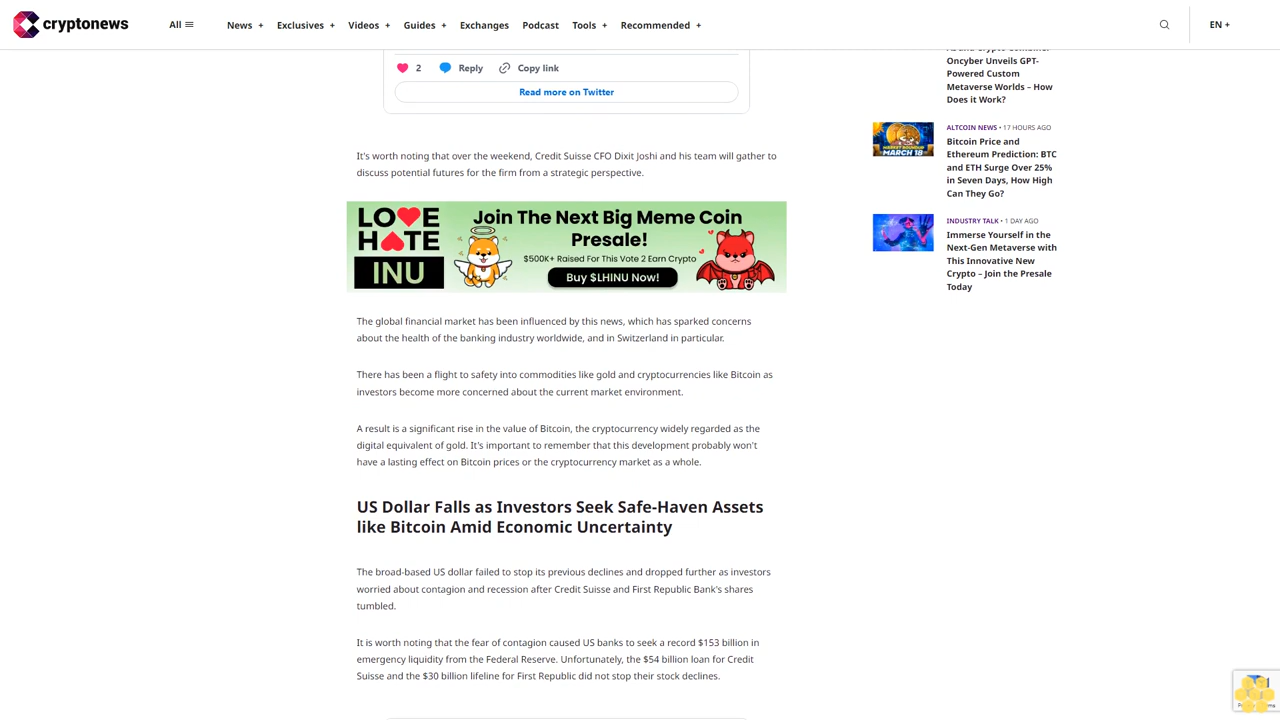 cryptonews
All
News +
Exclusives +
Videos +
Guides +
Exchanges
Podcast
Tools +
Recommended +
EN +
2
Reply
Copy link
Read more on Twitter
It's worth noting that over the weekend, Credit Suisse CFO Dixit Joshi and his team will gather to
discuss potential futures for the firm from a strategic perspective.
LOVE
HATE
INU
Join The Next Big Meme Coin
Presale!
$500K+ Raised For This Vote 2 Earn Crypto
Buy $LHINU Now!
The global financial market has been influenced by this news, which has sparked concerns
about the health of the banking industry worldwide, and in Switzerland in particular.
There has been a flight to safety into commodities like gold and cryptocurrencies like Bitcoin as
investors become more concerned about the current market environment.
A result is a significant rise in the value of Bitcoin, the cryptocurrency widely regarded as the
digital equivalent of gold. It's important to remember that this development probably won't
have a lasting effect on Bitcoin prices or the cryptocurrency market as a whole.
US Dollar Falls as Investors Seek Safe-Haven Assets
like Bitcoin Amid Economic Uncertainty
The broad-based US dollar failed to stop its previous declines and dropped further as investors
worried about contagion and recession after Credit Suisse and First Republic Bank's shares
tumbled.
It is worth noting that the fear of contagion caused US banks to seek a record $153 billion in
emergency liquidity from the Federal Reserve. Unfortunately, the $54 billion loan for Credit
Suisse and the $30 billion lifeline for First Republic did not stop their stock declines.
Oncyber Unveils GPT-
Powered Custom
Metaverse Worlds – How
Does it Work?
ALTCOIN NEWS • 17 HOURS AGO
Bitcoin Price and
Ethereum Prediction: BTC
and ETH Surge Over 25%
in Seven Days, How High
Can They Go?
MARCH 18
INDUSTRY TALK • 1 DAY AGO
Immerse Yourself in the
Next-Gen Metaverse with
This Innovative New
Crypto – Join the Presale
Today